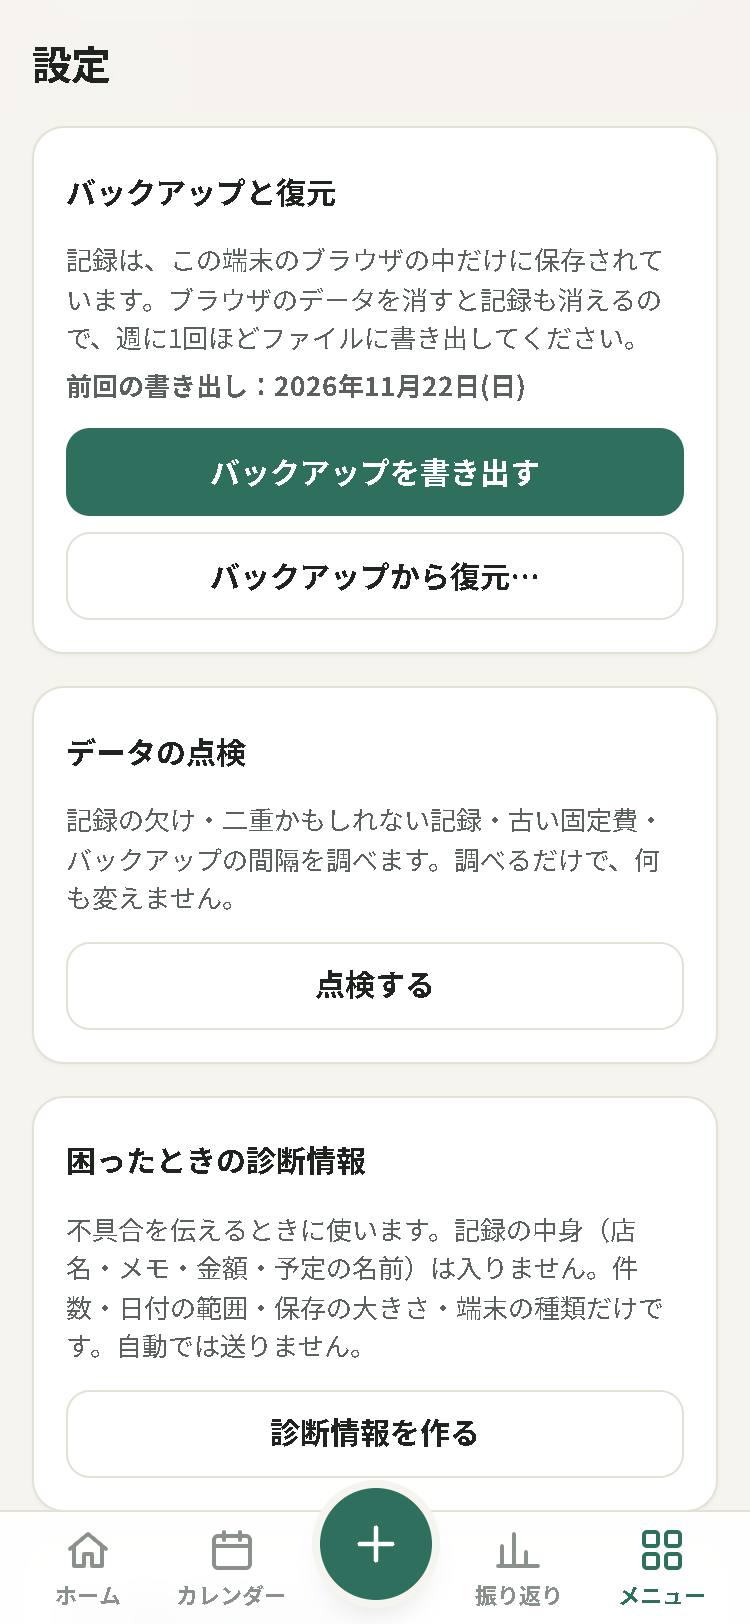 設定
バックアップと復元
記録は、この端末のブラウザの中だけに保存されて
います。ブラウザのデータを消すと記録も消えるの
で、週に1回ほどファイルに書き出してください。
前回の書き出し：2026年11月22日(日)
バックアップを書き出す
バックアップから復元…
データの点検
記録の欠け・二重かもしれない記録・古い固定費・
バックアップの間隔を調べます。調べるだけで、何
も変えません。
点検する
困ったときの診断情報
不具合を伝えるときに使います。記録の中身（店
名・メモ・金額・予定の名前）は入りません。件
数・日付の範囲・保存の大きさ・端末の種類だけで
す。自動では送りません。
診断情報を作る
ホーム
カレンダー
振り返り
メニュー